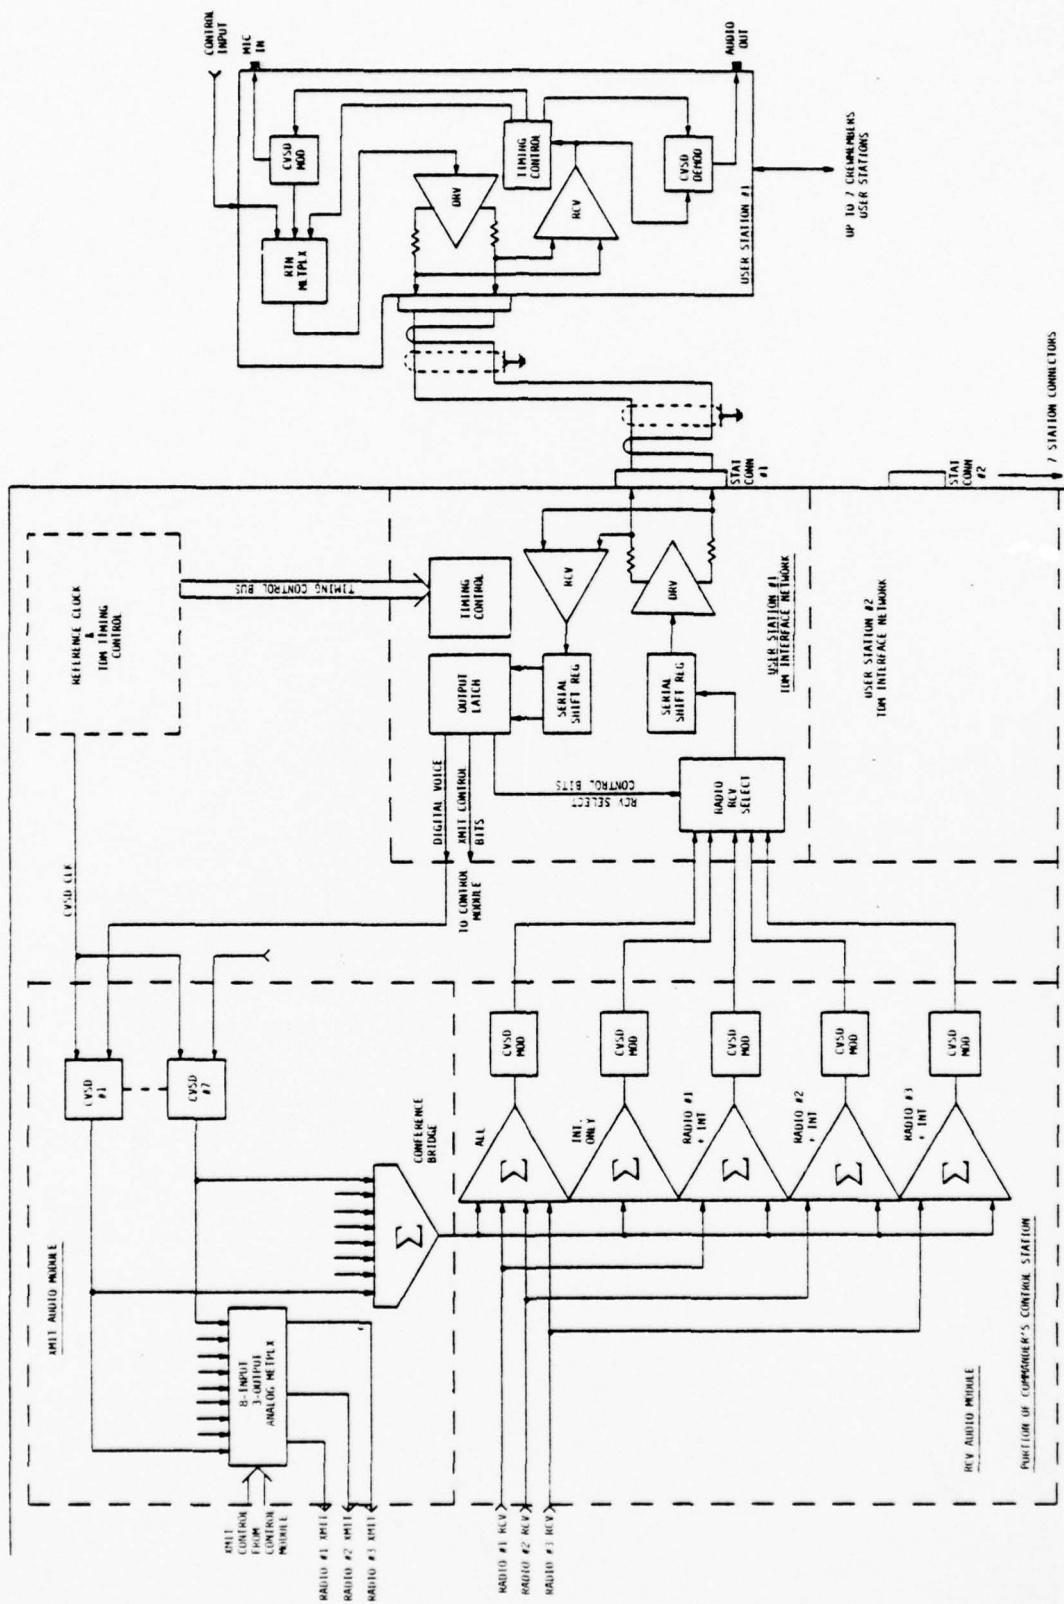 XMIT AUDIO MODULE
CVSD
#1
CVSD
#7
CVSD CLK
REFERENCE CLOCK
&
TDM TIMING
CONTROL
TIMING CONTROL BUS
8-INPUT
3-OUTPUT
ANALOG METPLX
XMIT
CONTROL
FROM
CONTROL
MODULE
RADIO #1 XMIT
RADIO #2 XMIT
RADIO #3 XMIT
Σ
CONFERENCE
BRIDGE
RADIO #1 RCV
RADIO #2 RCV
RADIO #3 RCV
ALL
Σ
CVSD
MOD
INT.
ONLY
Σ
CVSD
MOD
RADIO #1
+ INT
Σ
CVSD
MOD
RADIO #2
+ INT
Σ
CVSD
MOD
RADIO #3
+ INT
Σ
CVSD
MOD
RCV AUDIO MODULE
PORTION OF COMMANDER'S CONTROL STATION
DIGITAL VOICE
XMIT CONTROL
BITS
TO CONTROL
MODULE
RCV SELECT
CONTROL BITS
OUTPUT
LATCH
TIMING
CONTROL
SERIAL
SHIFT REG
RCV
RADIO
RCV
SELECT
SERIAL
SHIFT REG
DRV
USER STATION #1
TDM INTERFACE NETWORK
USER STATION #2
TDM INTERFACE NETWORK
STAT
CONN
#1
STAT
CONN
#2
7 STATION CONNECTORS
CONTROL
INPUT
MIC
IN
CVSD
MOD
RTN
MLTPLX
DRV
TIMING
CONTROL
RCV
CVSD
DEMOD
AUDIO
OUT
USER STATION #1
UP TO 7 CREWMEMBERS
USER STATIONS